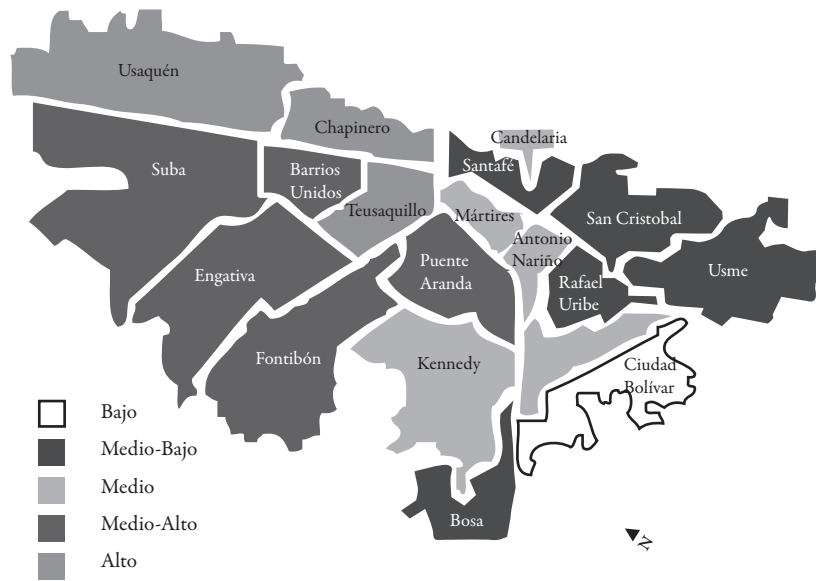 Usaquén
Chapinero
Candelaria
Suba
Barrios
Unidos
Santafé
Teusaquillo
Mártires
San Cristobal
Antonio
Nariño
Engativa
Puente
Aranda
Rafael
Uribe
Usme
Fontibón
Kennedy
Ciudad
Bolívar
Bosa
Bajo
Medio-Bajo
Medio
Medio-Alto
Alto
N